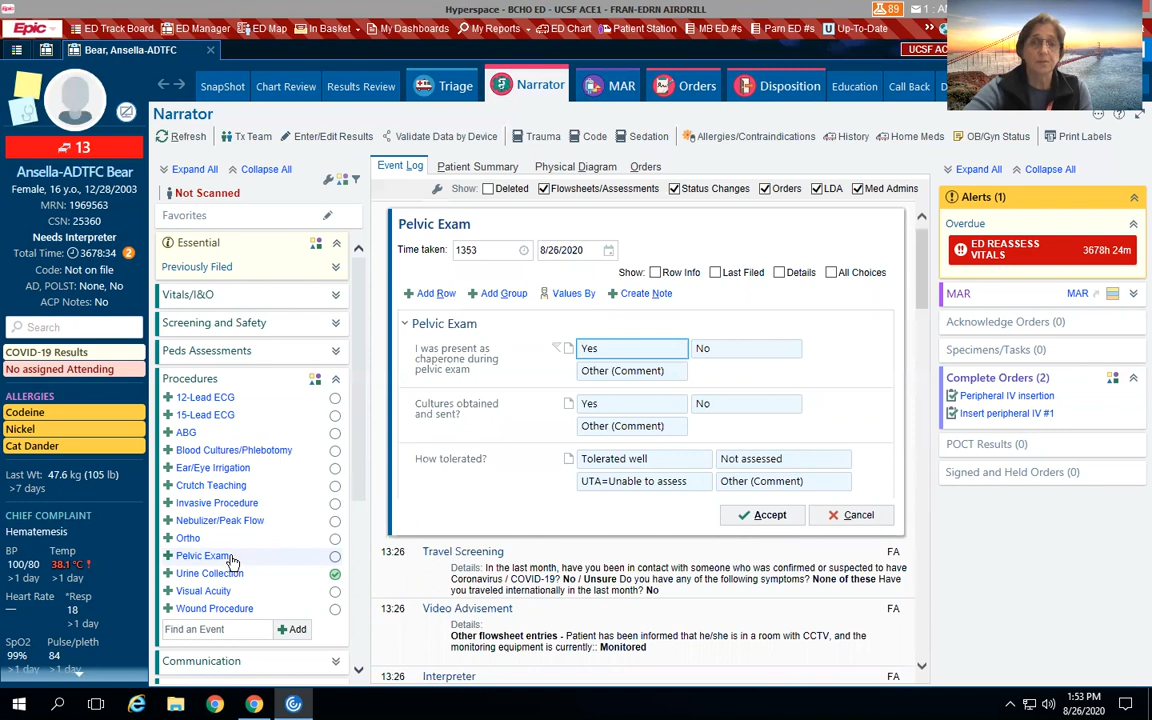 Hyperspace - BCHO ED - UCSF ACE1 - FRAN-EDRN AIRDRILL
89
1
Epic
ED Track Board
ED Manager
ED Map
In Basket
My Dashboards
My Reports
ED Chart
Patient Station
MB ED #'s
Parn ED #'s
Up-To-Date
Bear, Ansella-ADTFC
UCSF AC
SnapShot
Chart Review
Results Review
Triage
Narrator
MAR
Orders
Disposition
Education
Call Back
D
Narrator
Refresh
Tx Team
Enter/Edit Results
Validate Data by Device
Trauma
Code
Sedation
Allergies/Contraindications
History
Home Meds
OB/Gyn Status
Print Labels
13
Ansella-ADTFC Bear
Female, 16 y.o., 12/28/2003
MRN: 1969563
CSN: 25360
Needs Interpreter
Total Time: 3678:34 2
Code: Not on file
AD, POLST: None, No
ACP Notes: No
Search
COVID-19 Results
No assigned Attending
ALLERGIES
Codeine
Nickel
Cat Dander
Last Wt: 47.6 kg (105 lb)
>7 days
CHIEF COMPLAINT
Hematemesis
BP Temp
100/80 38.1 °C !
>1 day >1 day
Heart Rate *Resp
— 18
>1 day
SpO2 Pulse/pleth
99% 84
>1 day >1 day
Expand All
Collapse All
Not Scanned
Favorites
Essential
Previously Filed
Vitals/I&O
Screening and Safety
Peds Assessments
Procedures
12-Lead ECG
15-Lead ECG
ABG
Blood Cultures/Phlebotomy
Ear/Eye Irrigation
Crutch Teaching
Invasive Procedure
Nebulizer/Peak Flow
Ortho
Pelvic Exam
Urine Collection
Visual Acuity
Wound Procedure
Find an Event
Add
Communication
Event Log
Patient Summary
Physical Diagram
Orders
Show: Deleted Flowsheets/Assessments Status Changes Orders LDA Med Admins
Pelvic Exam
Time taken: 1353 8/26/2020
Show: Row Info Last Filed Details All Choices
Add Row
Add Group
Values By
Create Note
Pelvic Exam
I was present as
chaperone during
pelvic exam
Yes
No
Other (Comment)
Cultures obtained
and sent?
Yes
No
Other (Comment)
How tolerated?
Tolerated well
Not assessed
UTA=Unable to assess
Other (Comment)
Accept
Cancel
13:26 Travel Screening FA
Details: In the last month, have you been in contact with someone who was confirmed or suspected to have
Coronavirus / COVID-19? No / Unsure Do you have any of the following symptoms? None of these Have
you traveled internationally in the last month? No
13:26 Video Advisement FA
Details:
Other flowsheet entries - Patient has been informed that he/she is in a room with CCTV, and the
monitoring equipment is currently:: Monitored
13:26 Interpreter FA
Expand All
Collapse All
Alerts (1)
Overdue
ED REASSESS
VITALS
3678h 24m
MAR
MAR
Acknowledge Orders (0)
Specimens/Tasks (0)
Complete Orders (2)
Peripheral IV insertion
Insert peripheral IV #1
POCT Results (0)
Signed and Held Orders (0)
1:53 PM
8/26/2020